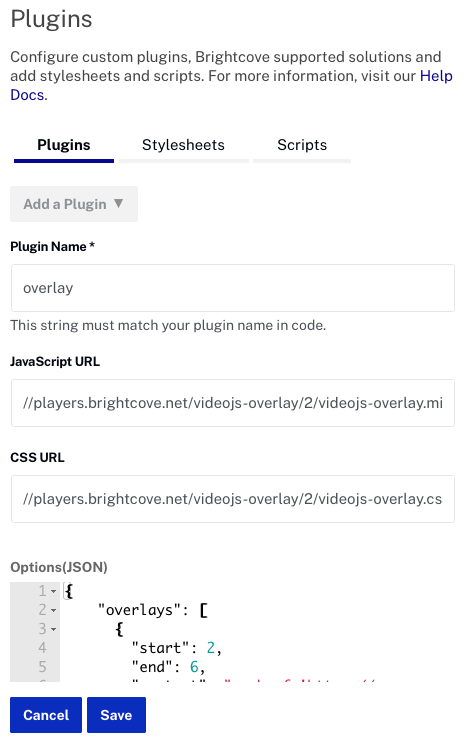 Plugins
Configure custom plugins, Brightcove supported solutions and
add stylesheets and scripts. For more information, visit our Help
Docs.
Plugins Stylesheets Scripts
Add a Plugin ▼
Plugin Name *
overlay
This string must match your plugin name in code.
JavaScript URL
//players.brightcove.net/videojs-overlay/2/videojs-overlay.mi
CSS URL
//players.brightcove.net/videojs-overlay/2/videojs-overlay.cs
Options(JSON)
1 {
2 "overlays": [
3 {
4 "start": 2,
5 "end": 6,
Cancel Save